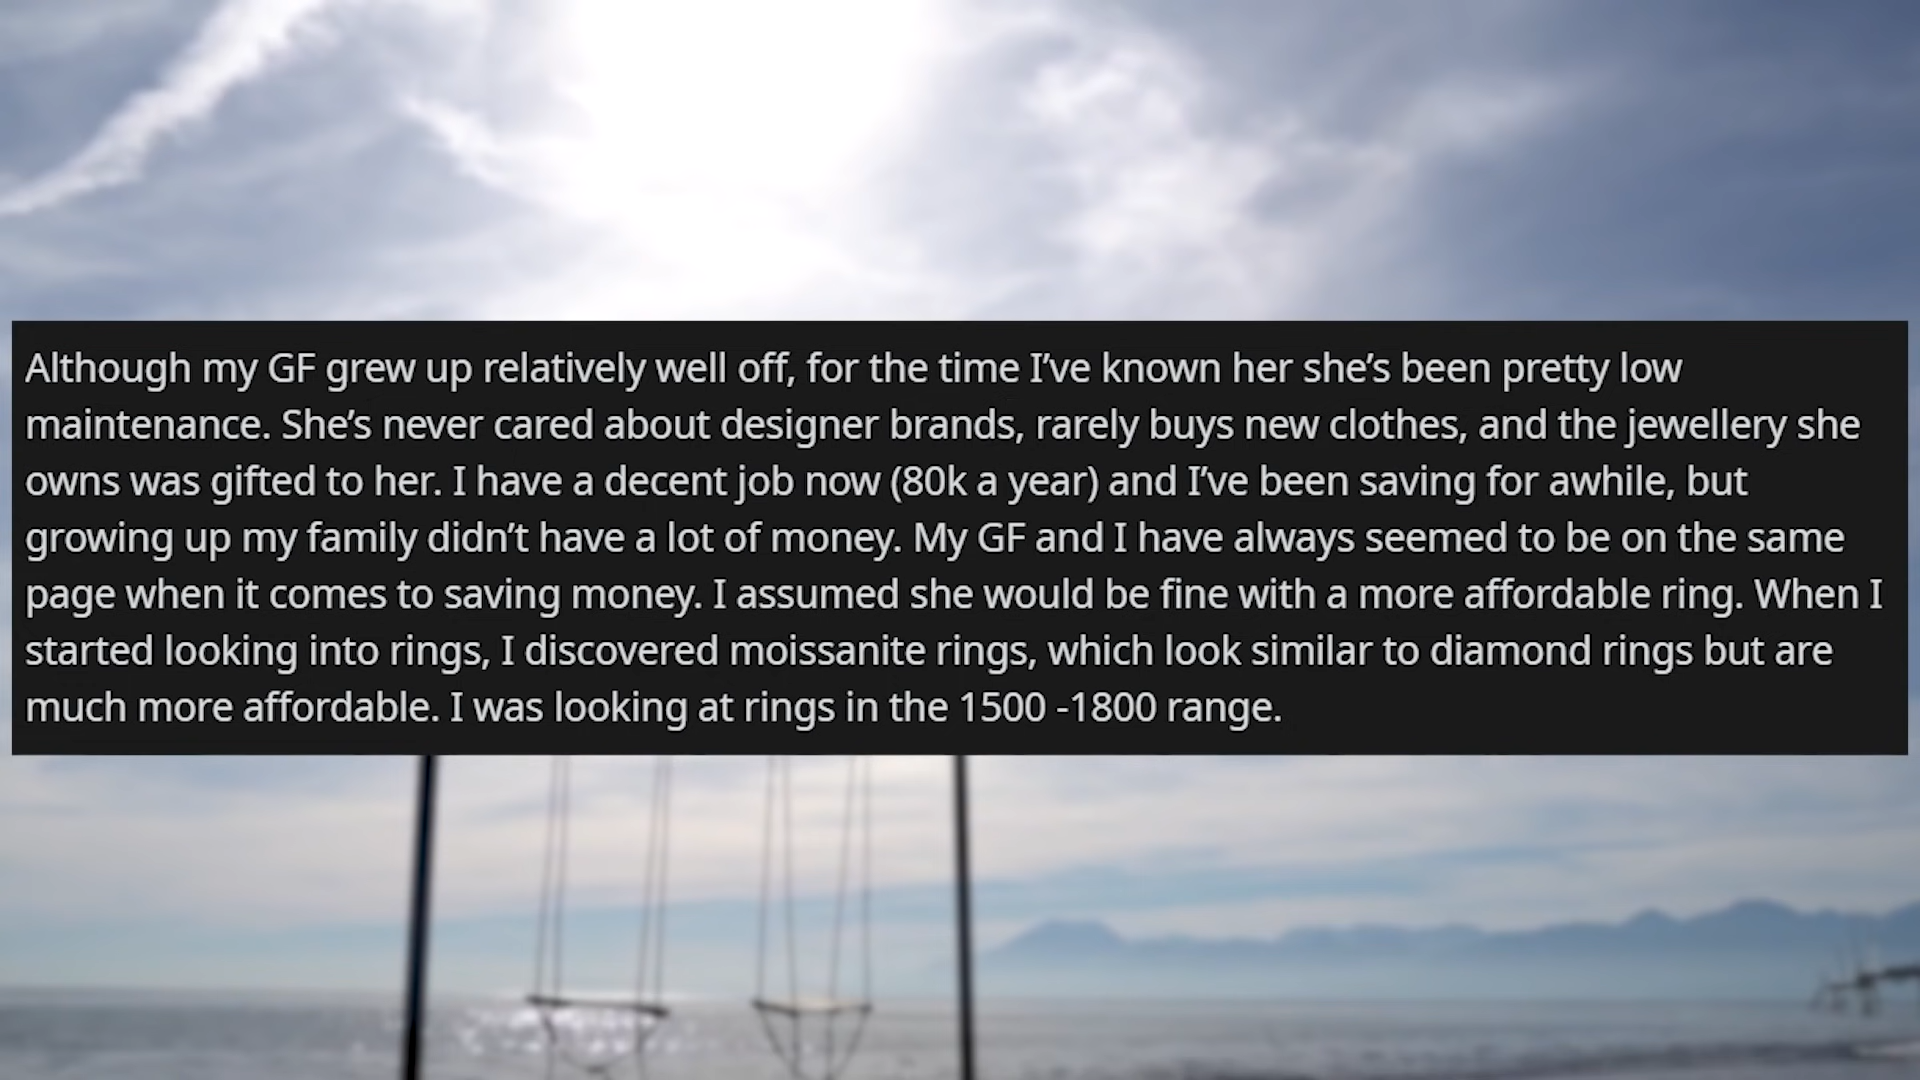 Although my GF grew up relatively well off, for the time I’ve known her she’s been pretty low
maintenance. She’s never cared about designer brands, rarely buys new clothes, and the jewellery she
owns was gifted to her. I have a decent job now (80k a year) and I’ve been saving for awhile, but
growing up my family didn’t have a lot of money. My GF and I have always seemed to be on the same
page when it comes to saving money. I assumed she would be fine with a more affordable ring. When I
started looking into rings, I discovered moissanite rings, which look similar to diamond rings but are
much more affordable. I was looking at rings in the 1500 -1800 range.